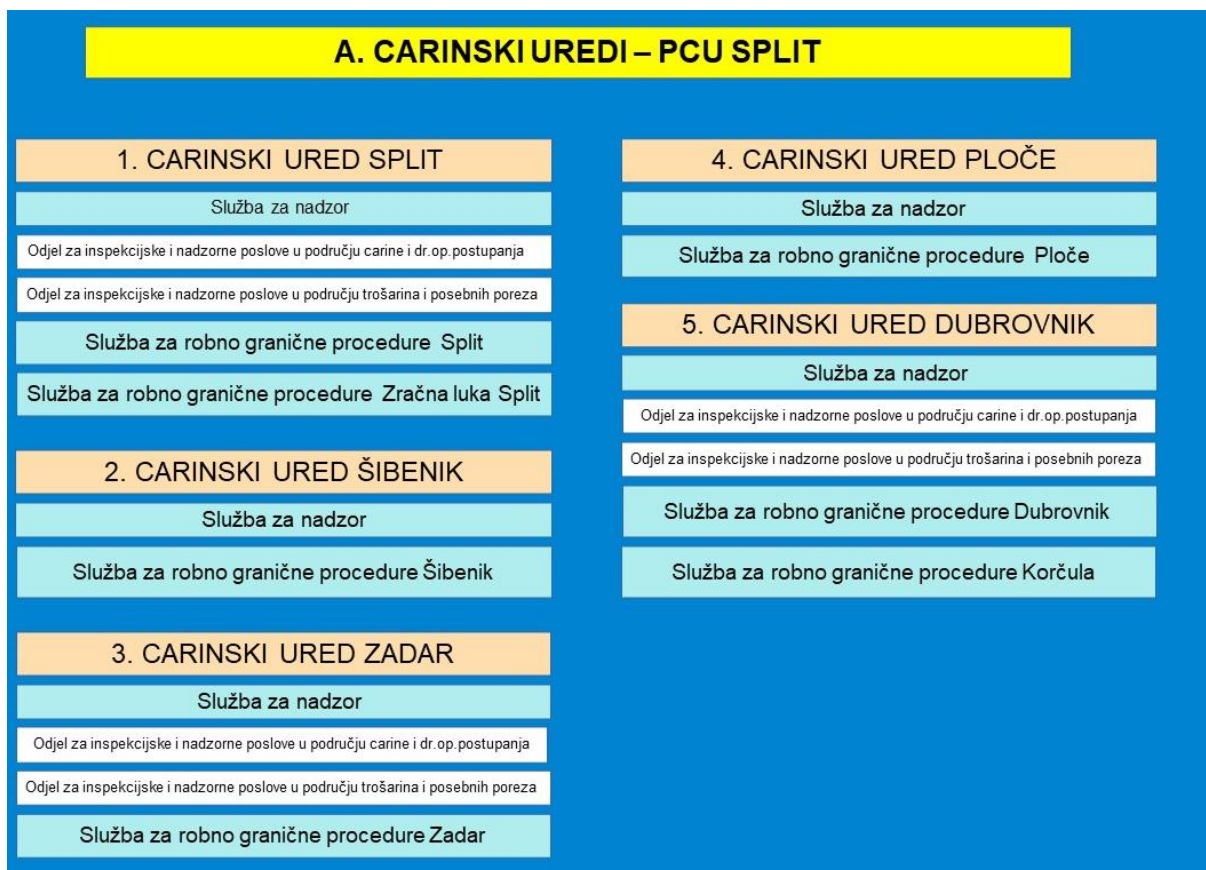 A. CARINSKI UREDI – PCU SPLIT
1. CARINSKI URED SPLIT
Služba za nadzor
Odjel za inspekcijske i nadzorne poslove u području carine i dr.op.postupanja
Odjel za inspekcijske i nadzorne poslove u području trošarina i posebnih poreza
Služba za robno granične procedure Split
Služba za robno granične procedure Zračna luka Split
2. CARINSKI URED ŠIBENIK
Služba za nadzor
Služba za robno granične procedure Šibenik
3. CARINSKI URED ZADAR
Služba za nadzor
Odjel za inspekcijske i nadzorne poslove u području carine i dr.op.postupanja
Odjel za inspekcijske i nadzorne poslove u području trošarina i posebnih poreza
Služba za robno granične procedure Zadar
4. CARINSKI URED PLOČE
Služba za nadzor
Služba za robno granične procedure Ploče
5. CARINSKI URED DUBROVNIK
Služba za nadzor
Odjel za inspekcijske i nadzorne poslove u području carine i dr.op.postupanja
Odjel za inspekcijske i nadzorne poslove u području trošarina i posebnih poreza
Služba za robno granične procedure Dubrovnik
Služba za robno granične procedure Korčula